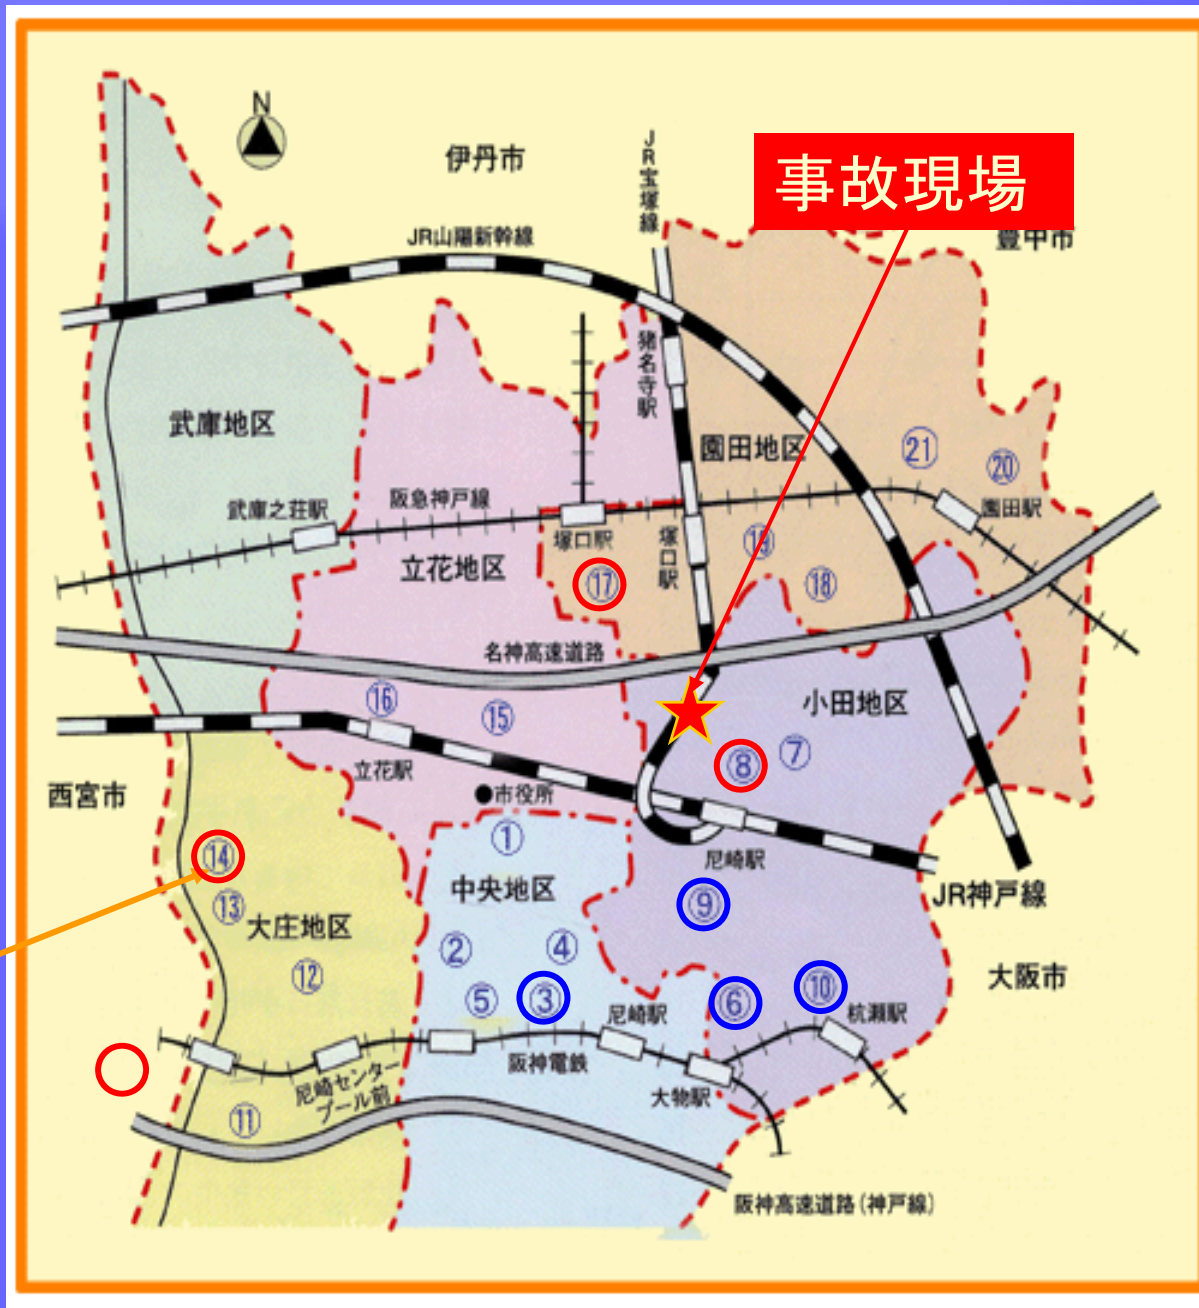 N
伊丹市
JR宝塚線
事故現場
豊中市
JR山陽新幹線
猪名寺駅
武庫地区
園田地区
㉑
⑳
阪急神戸線
武庫之荘駅
園田駅
塚口駅
塚口駅
⑲
立花地区
⑰
⑱
名神高速道路
⑯
⑮
小田地区
⑦
⑧
立花駅
西宮市
●市役所
①
尼崎駅
⑭
中央地区
JR神戸線
⑬
⑨
大庄地区
②
④
⑫
大阪市
⑤
③
⑥
⑩
尼崎駅
杭瀬駅
阪神電鉄
尼崎センター
プール前
大物駅
⑪
阪神高速道路(神戸線)